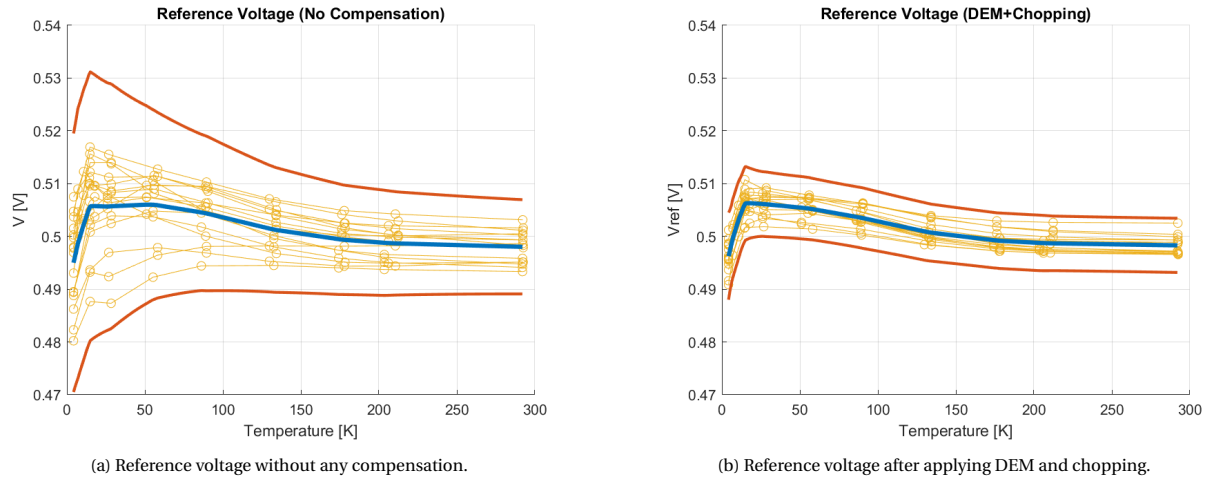 Reference Voltage (No Compensation)
V [V]
0.54
0.53
0.52
0.51
0.5
0.49
0.48
0.47
0 50 100 150 200 250 300
Temperature [K]
(a) Reference voltage without any compensation.
Reference Voltage (DEM+Chopping)
Vref [V]
0.54
0.53
0.52
0.51
0.5
0.49
0.48
0.47
0 50 100 150 200 250 300
Temperature [K]
(b) Reference voltage after applying DEM and chopping.